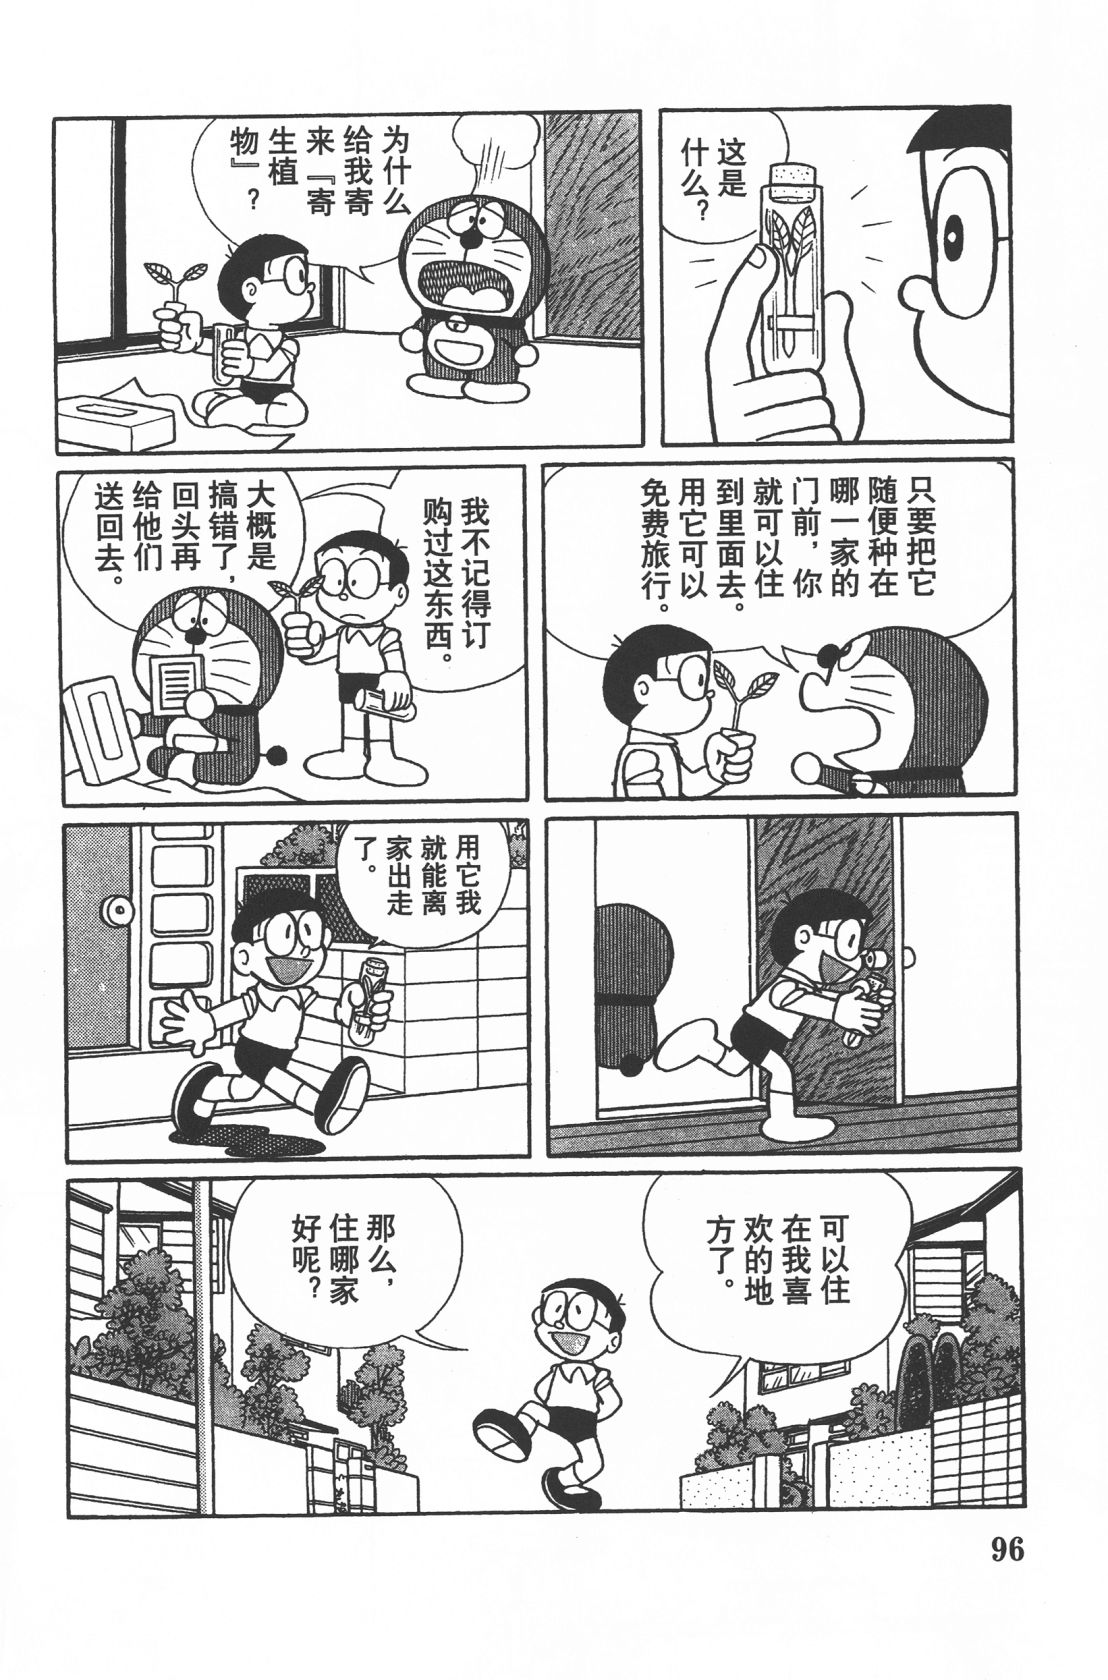 这是
什么?
为什么
给我寄
来『寄
生植
物』?
只要把它
随便种在
哪一家的
门前，你
就可以住
到里面去。
用它可以
免费旅行。
我不记得订
购过这东西。
大概是
搞错了，
回头再
给他们
送回去。
用它我
就能离
家出走
了。
可以住
在我喜
欢的地
方了。
那么，
住哪家
好呢?
96